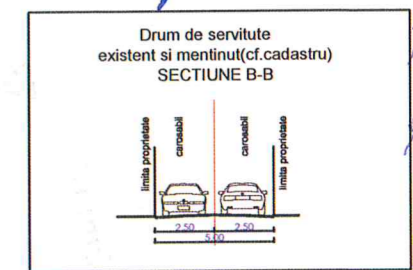 Drum de servitute
existent si mentinut(cf.cadastru)
SECTIUNE B-B
limita proprietate
carosabil
carosabil
limita proprietate
2.50 2.50
5.00